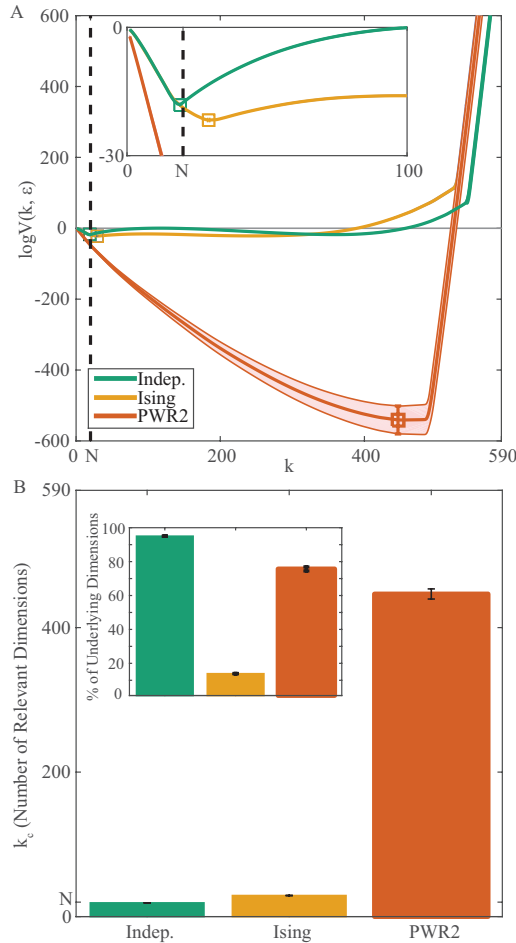 A
600
400
200
0
-200
-400
-600
logV(k, ε)
0
-30
0
N
100
Indep.
Ising
PWR2
0
N
200
400
590
k
B
590
400
200
N
0
k_c (Number of Relevant Dimensions)
100
80
60
40
20
0
% of Underlying Dimensions
Indep.
Ising
PWR2